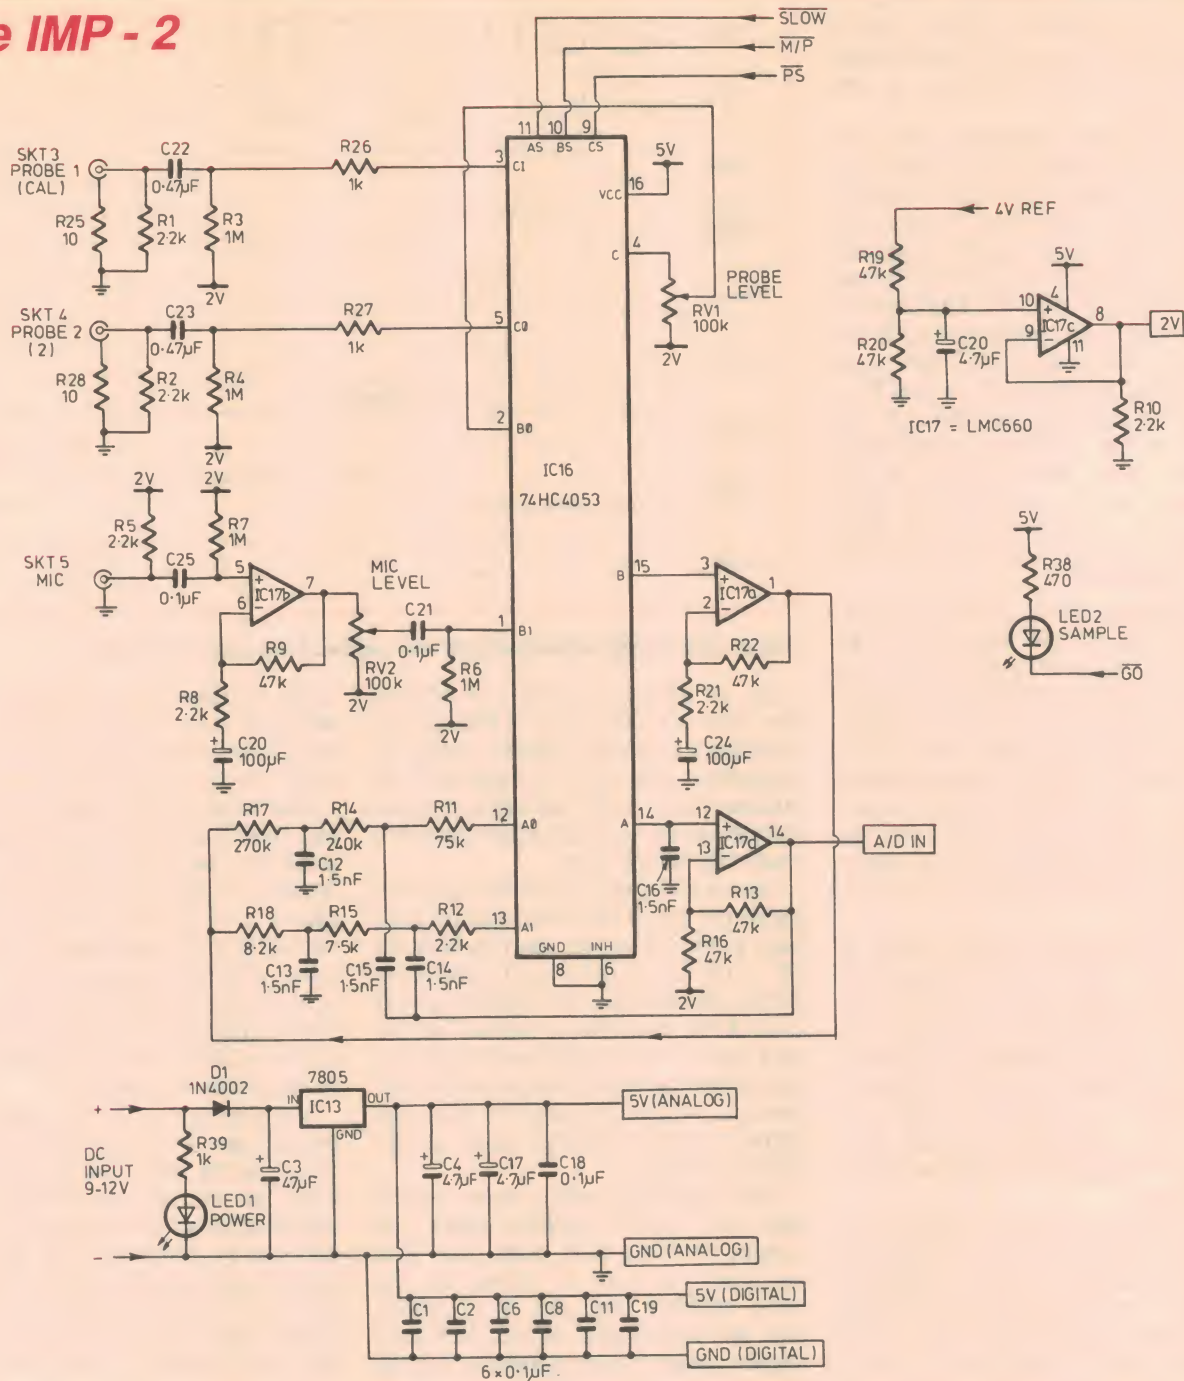 e IMP - 2
SLOW
M/P
PS
11
10
9
AS
BS
CS
SKT 3
PROBE 1
(CAL)
C22
0·47µF
R26
1k
3
CI
R25
10
R1
2·2k
R3
1M
2V
5V
16
VCC
4
C
PROBE
LEVEL
RV1
100k
2V
4V REF
R19
47k
5V
4
10
9
IC17c
8
11
2V
R20
47k
C20
4·7µF
R10
2·2k
IC17 = LMC660
SKT 4
PROBE 2
(2)
C23
0·47µF
R27
1k
5
C0
R28
10
R2
2·2k
R4
1M
2V
2
B0
IC16
74HC4053
2V
2V
R5
2·2k
R7
1M
SKT 5
MIC
C25
0·1µF
5
6
IC17b
7
MIC
LEVEL
RV2
100k
2V
C21
0·1µF
1
B1
R6
1M
2V
R9
47k
R8
2·2k
C20
100µF
B
15
3
2
IC17a
1
R22
47k
R21
2·2k
C24
100µF
5V
R38
470
LED2
SAMPLE
GO
R17
270k
R14
240k
R11
75k
12
A0
C12
1·5nF
R18
8·2k
R15
7·5k
R12
2·2k
13
A1
C13
1·5nF
C15
1·5nF
C14
1·5nF
GND
INH
8
6
A
14
12
13
IC17d
14
A/D IN
C16
1·5nF
R13
47k
R16
47k
2V
D1
1N4002
7805
IN
IC13
OUT
GND
+
DC
INPUT
9-12V
-
R39
1k
LED1
POWER
C3
47µF
C4
4·7µF
C17
4·7µF
C18
0·1µF
5V (ANALOG)
GND (ANALOG)
C1
C2
C6
C8
C11
C19
6 x 0·1µF
5V (DIGITAL)
GND (DIGITAL)